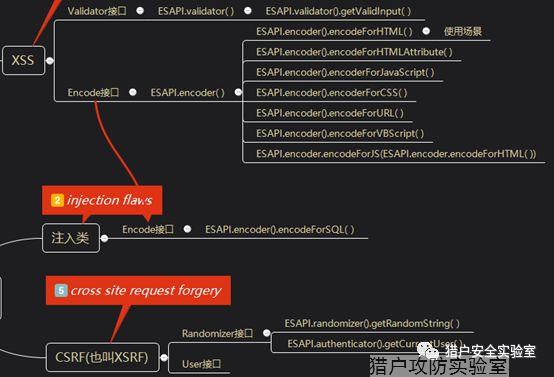 Validator接口
ESAPI.validator( )
ESAPI.validator().getValidInput( )
XSS
Encode接口
ESAPI.encoder( )
ESAPI.encoder().encodeForHTML( )
使用场景
ESAPI.encoder().encodeForHTMLAttribute( )
ESAPI.encoder().encoderForJavaScript( )
ESAPI.encoder().encoderForCSS( )
ESAPI.encoder().encodeForURL( )
ESAPI.encoder().encodeForVBScript( )
ESAPI.encoder.encodeForJS(ESAPI.encoder.encodeForHTML( ))
2 injection flaws
注入类
Encode接口
ESAPI.encoder().encodeForSQL( )
5 cross site request forgery
CSRF(也叫XSRF)
Randomizer接口
ESAPI.randomizer().getRandomString( )
User接口
ESAPI.authenticator().getCurrentUser( )
猎户安全实验室
猎户攻防实验室